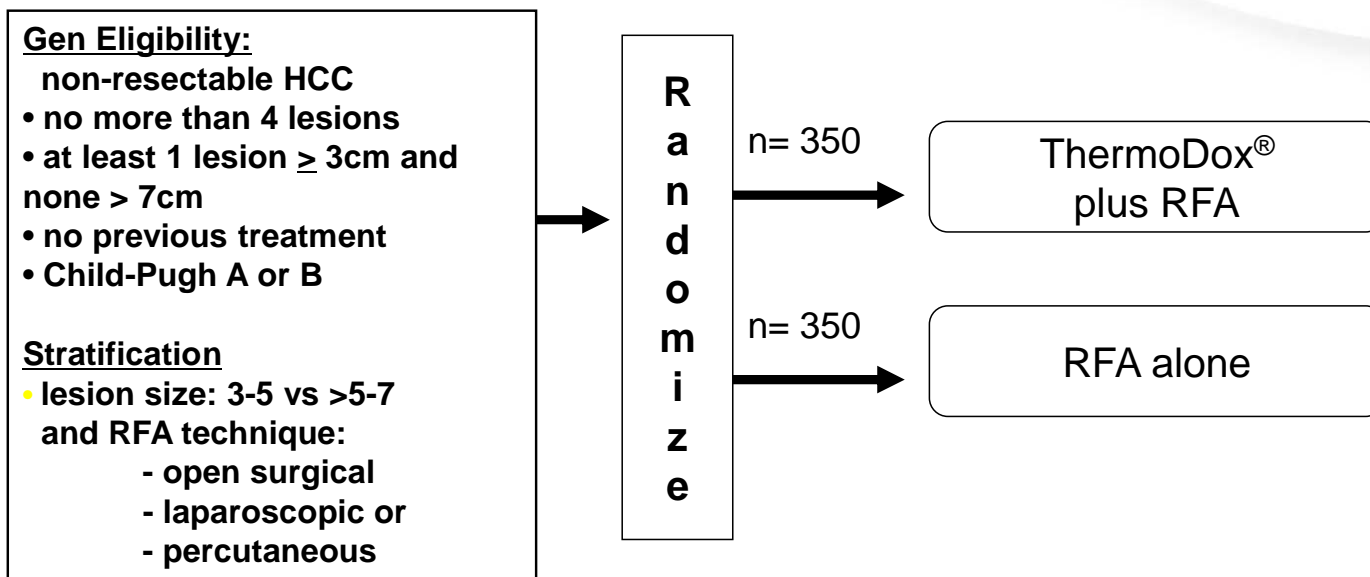 Gen Eligibility:
non-resectable HCC
• no more than 4 lesions
• at least 1 lesion ≥ 3cm and
none > 7cm
• no previous treatment
• Child-Pugh A or B
Stratification
• lesion size: 3-5 vs >5-7
and RFA technique:
- open surgical
- laparoscopic or
- percutaneous
Randomize
n= 350
ThermoDox®
plus RFA
n= 350
RFA alone